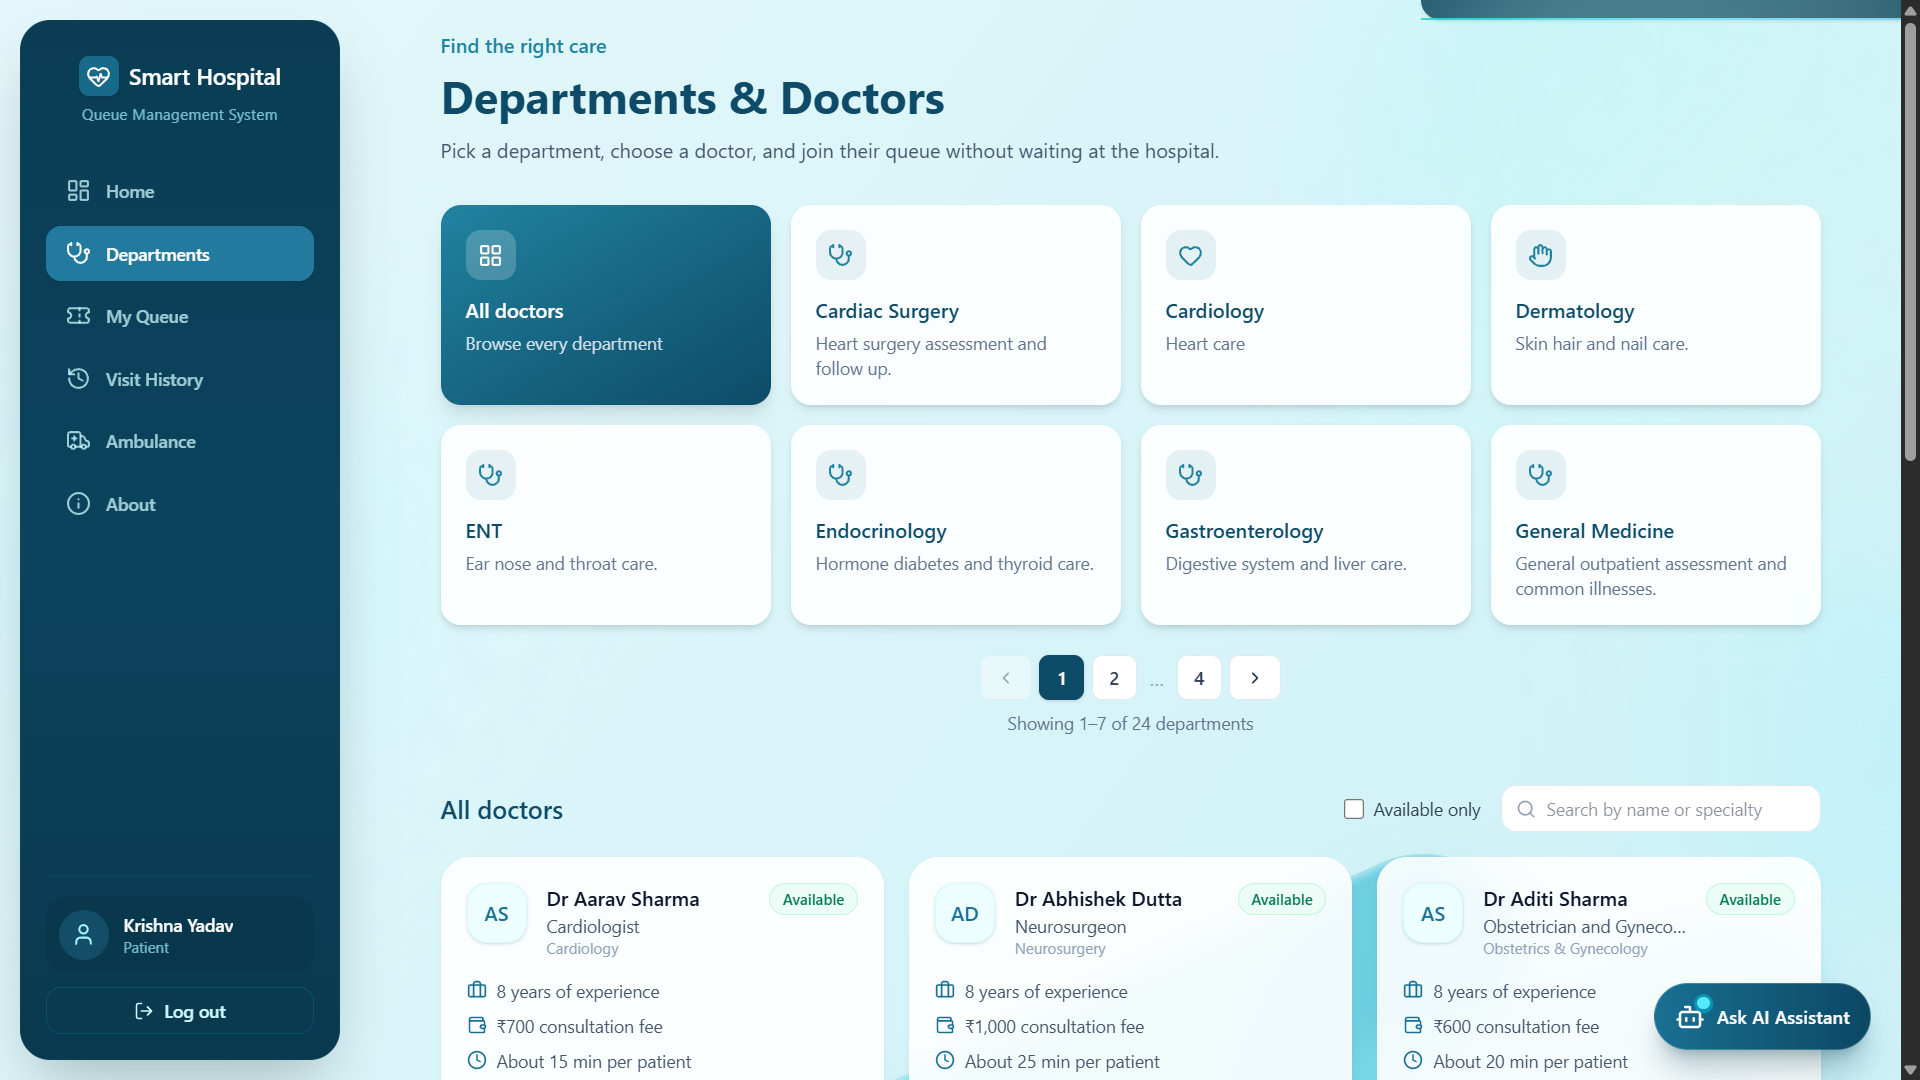 Smart Hospital
Queue Management System
Home
Departments
My Queue
Visit History
Ambulance
About
Krishna Yadav
Patient
Log out
Find the right care
Departments & Doctors
Pick a department, choose a doctor, and join their queue without waiting at the hospital.
All doctors
Browse every department
Cardiac Surgery
Heart surgery assessment and
follow up.
Cardiology
Heart care
Dermatology
Skin hair and nail care.
ENT
Ear nose and throat care.
Endocrinology
Hormone diabetes and thyroid care.
Gastroenterology
Digestive system and liver care.
General Medicine
General outpatient assessment and
common illnesses.
1 2 ... 4
Showing 1–7 of 24 departments
All doctors
Available only
Search by name or specialty
AS
Dr Aarav Sharma
Available
Cardiologist
Cardiology
8 years of experience
₹700 consultation fee
About 15 min per patient
AD
Dr Abhishek Dutta
Available
Neurosurgeon
Neurosurgery
8 years of experience
₹1,000 consultation fee
About 25 min per patient
AS
Dr Aditi Sharma
Available
Obstetrician and Gyneco...
Obstetrics & Gynecology
8 years of experience
₹600 consultation fee
About 20 min per patient
Ask AI Assistant